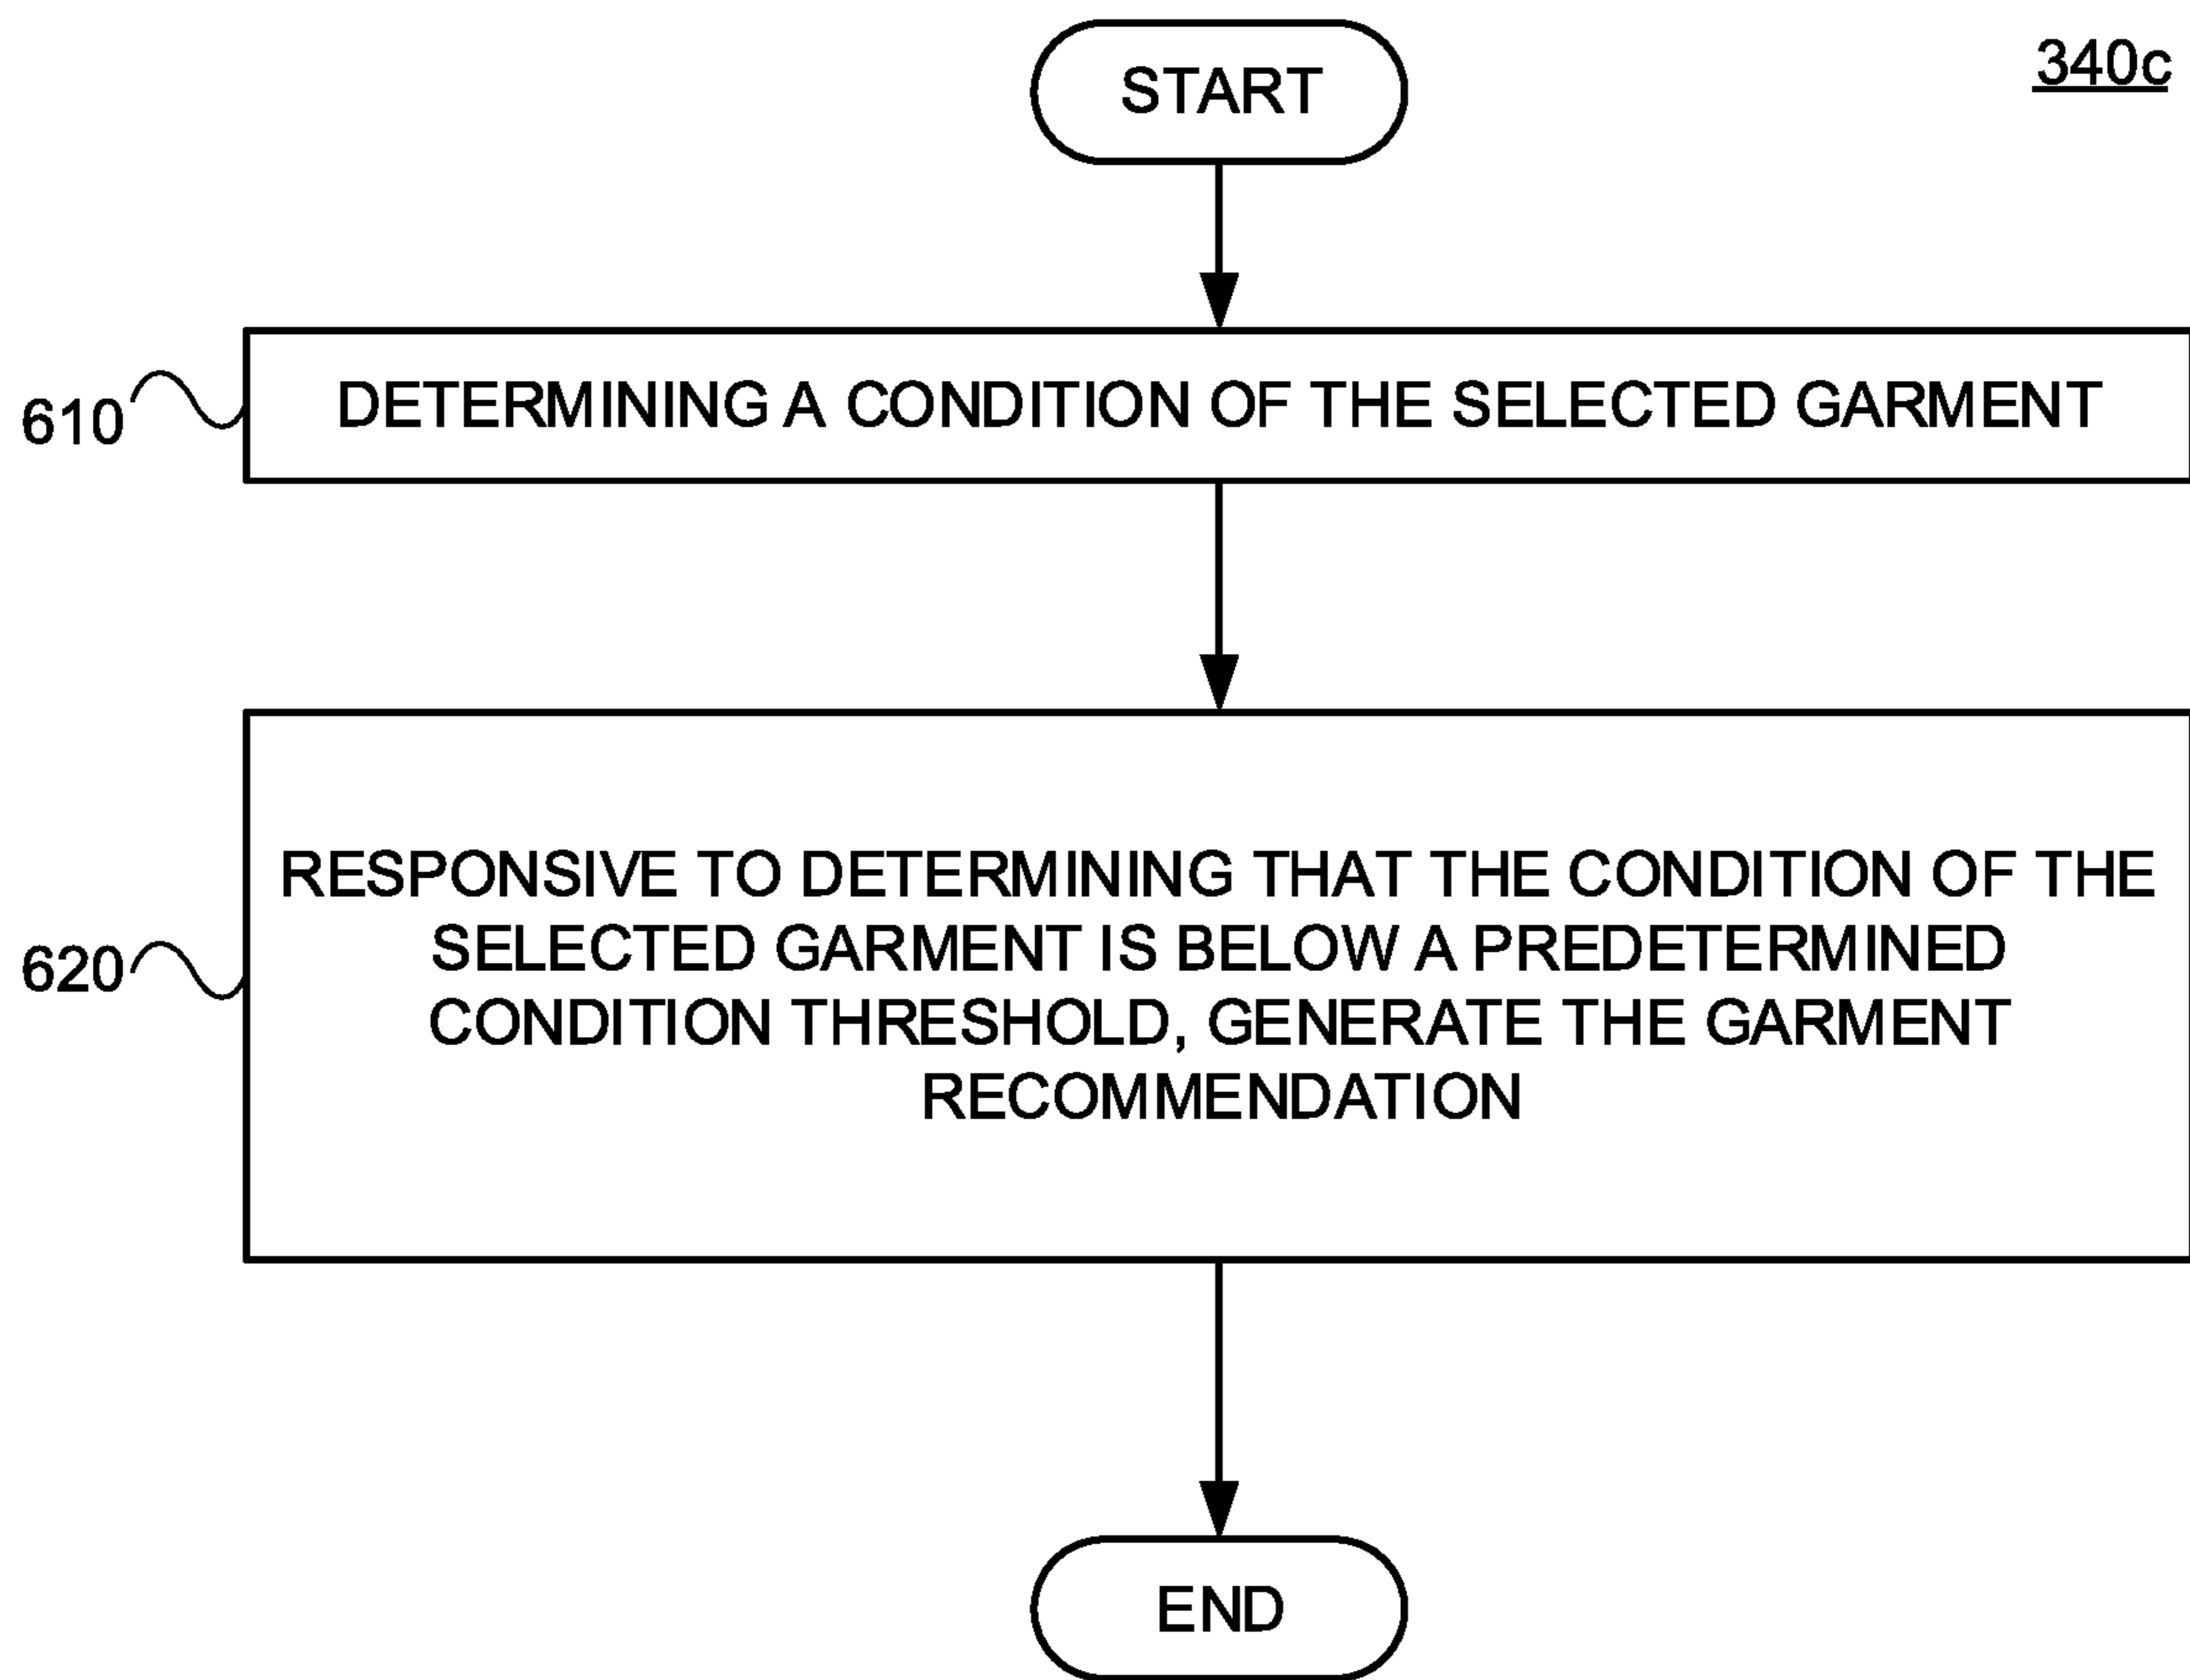 340c
START
610
DETERMINING A CONDITION OF THE SELECTED GARMENT
620
RESPONSIVE TO DETERMINING THAT THE CONDITION OF THE
SELECTED GARMENT IS BELOW A PREDETERMINED
CONDITION THRESHOLD, GENERATE THE GARMENT
RECOMMENDATION
END